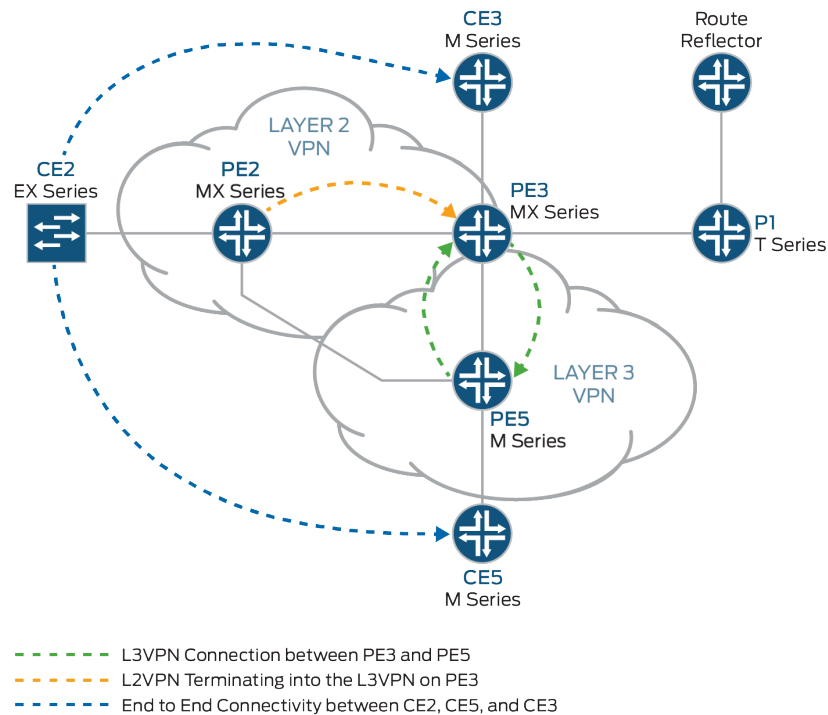 CE3
M Series
Route
Reflector
LAYER 2
VPN
CE2
EX Series
PE2
MX Series
PE3
MX Series
P1
T Series
LAYER 3
VPN
PE5
M Series
CE5
M Series
L3VPN Connection between PE3 and PE5
L2VPN Terminating into the L3VPN on PE3
End to End Connectivity between CE2, CE5, and CE3